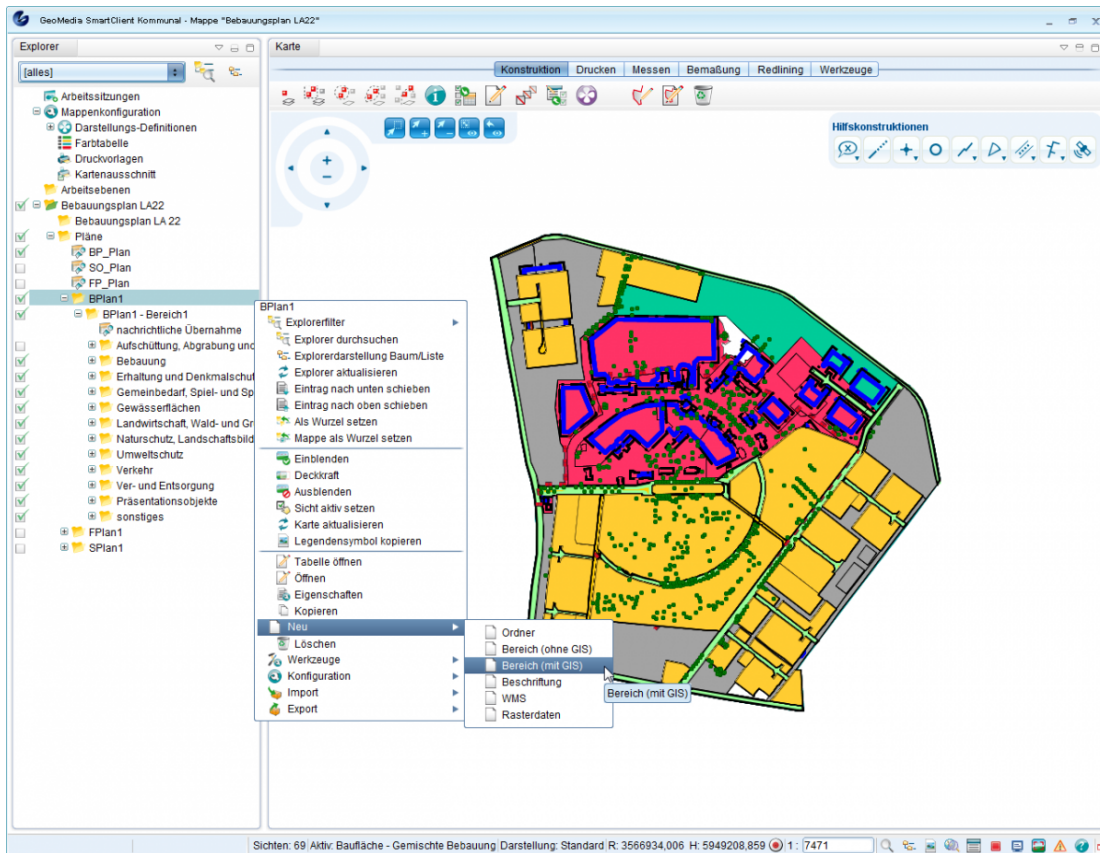 GeoMedia SmartClient Kommunal - Mappe "Bebauungsplan LA22"
Explorer
[alles]
Arbeitssitzungen
Mappenkonfiguration
Darstellungs-Definitionen
Farbtabelle
Druckvorlagen
Kartenausschnitt
Arbeitsebenen
Bebauungsplan LA22
Bebauungsplan LA 22
Pläne
BP_Plan
SO_Plan
FP_Plan
BPlan1
BPlan1 - Bereich1
nachrichtliche Übernahme
Aufschüttung, Abgrabung und
Bebauung
Erhaltung und Denkmalschut
Gemeinbedarf, Spiel- und Sp
Gewässerflächen
Landwirtschaft, Wald- und Gr
Naturschutz, Landschaftsbild
Umweltschutz
Verkehr
Ver- und Entsorgung
Präsentationsobjekte
sonstiges
FPlan1
SPlan1
Karte
Konstruktion Drucken Messen Bemaßung Redlining Werkzeuge
Hilfskonstruktionen
BPlan1
Explorerfilter
Explorer durchsuchen
Explorerdarstellung Baum/Liste
Explorer aktualisieren
Eintrag nach unten schieben
Eintrag nach oben schieben
Als Wurzel setzen
Mappe als Wurzel setzen
Einblenden
Deckkraft
Ausblenden
Sicht aktiv setzen
Karte aktualisieren
Legendensymbol kopieren
Tabelle öffnen
Öffnen
Eigenschaften
Kopieren
Neu
Löschen
Werkzeuge
Konfiguration
Import
Export
Ordner
Bereich (ohne GIS)
Bereich (mit GIS)
Beschriftung
WMS
Rasterdaten
Bereich (mit GIS)
Sichten: 69 Aktiv: Baufläche - Gemischte Bebauung Darstellung: Standard R: 3566934,006 H: 5949208,859 1 : 7471